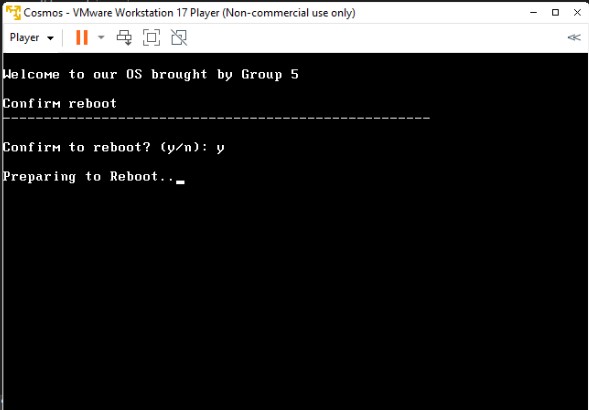 Cosmos - VMware Workstation 17 Player (Non-commercial use only)
Player
Welcome to our OS brought by Group 5
Confirm reboot
-------------------------------------------------------------
Confirm to reboot? (y/n): y
Preparing to Reboot..